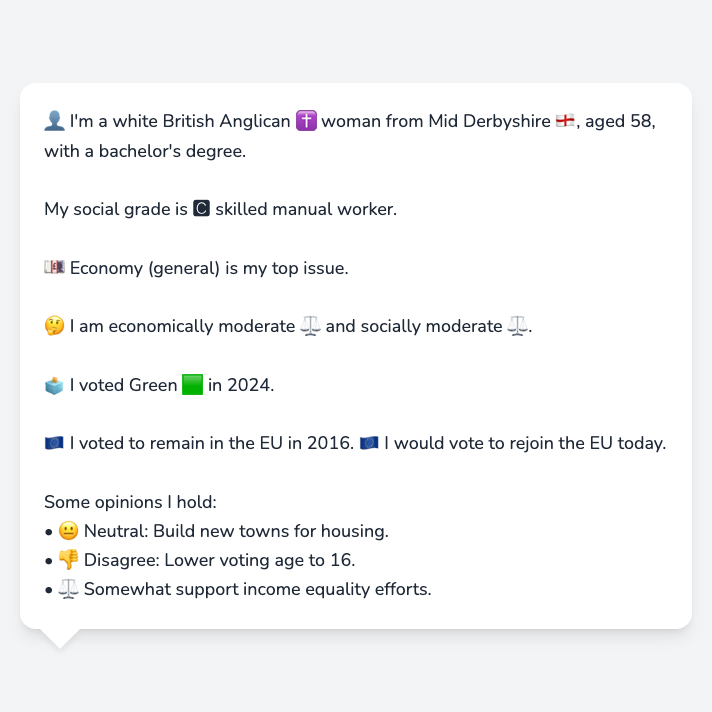 👤 I'm a white British Anglican ✝️ woman from Mid Derbyshire 🏴󠁧󠁢󠁥󠁮󠁧󠁿, aged 58,
with a bachelor's degree.
My social grade is 🅲 skilled manual worker.
💷 Economy (general) is my top issue.
🤔 I am economically moderate ⚖️ and socially moderate ⚖️.
🗳️ I voted Green 🟩 in 2024.
🇪🇺 I voted to remain in the EU in 2016. 🇪🇺 I would vote to rejoin the EU today.
Some opinions I hold:
• 😐 Neutral: Build new towns for housing.
• 👎 Disagree: Lower voting age to 16.
• ⚖️ Somewhat support income equality efforts.